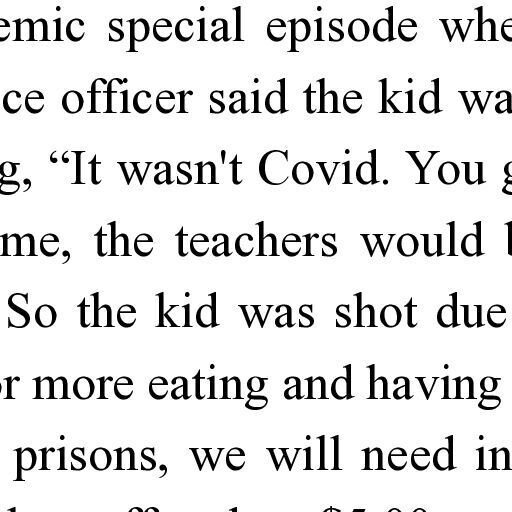 emic special episode whe
ce officer said the kid wa
g, “It wasn't Covid. You g
me, the teachers would b
So the kid was shot due
or more eating and having
prisons, we will need in